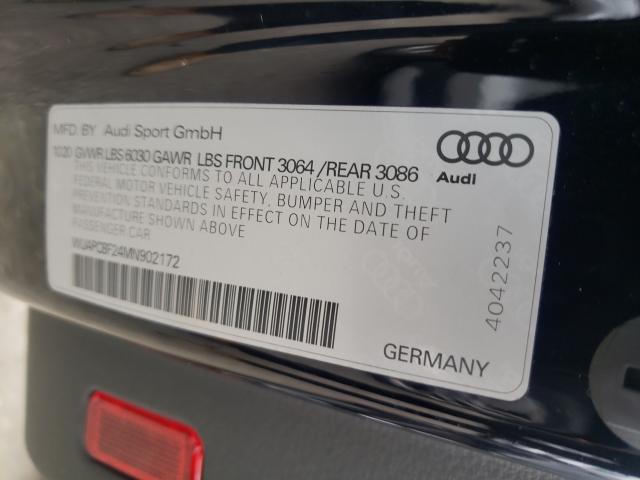 MFD. BY Audi Sport GmbH
10.20 GVWR LBS 6030 GAWR LBS FRONT 3064 / REAR 3086
THIS VEHICLE CONFORMS TO ALL APPLICABLE U.S.
FEDERAL MOTOR VEHICLE SAFETY, BUMPER AND THEFT
PREVENTION STANDARDS IN EFFECT ON THE DATE OF
MANUFACTURE SHOWN ABOVE
PASSENGER CAR
WUAPCBF24MN902172
Audi
4042237
GERMANY